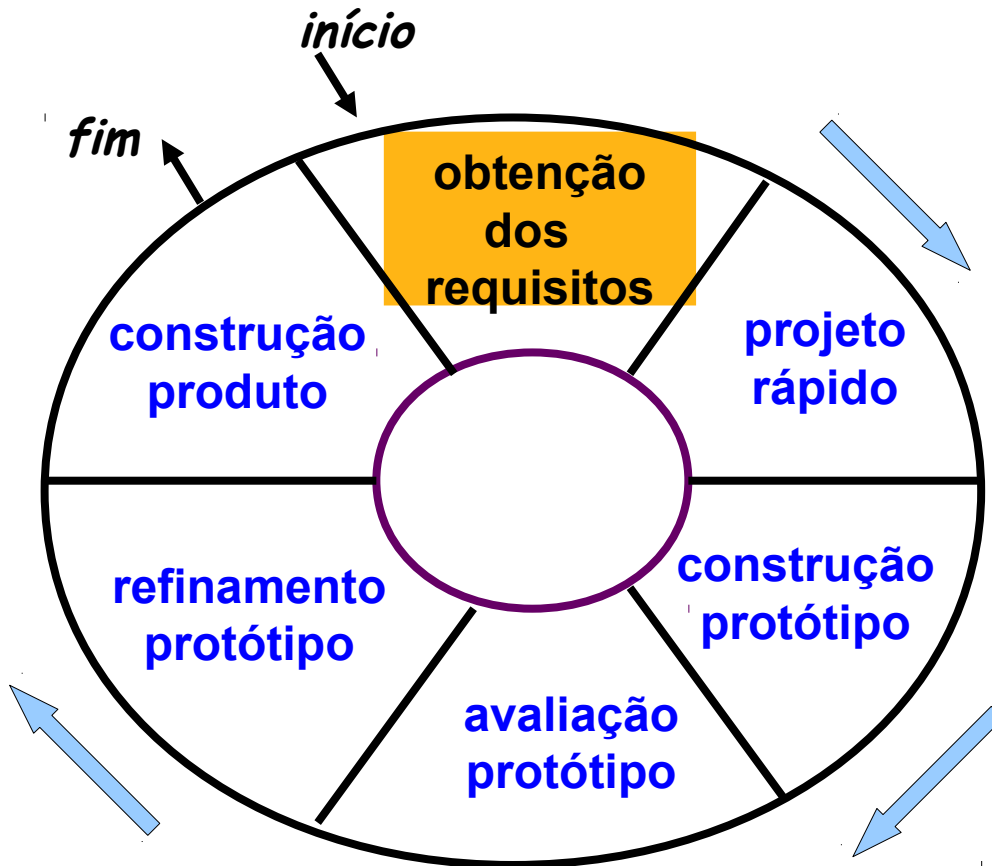 início
fim
obtenção
dos
requisitos
projeto
rápido
construção
protótipo
avaliação
protótipo
refinamento
protótipo
construção
produto